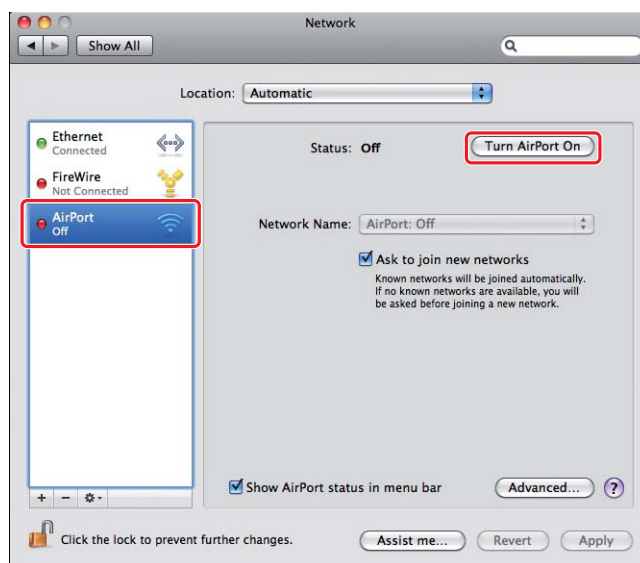 Network
Show All
Location: Automatic
Ethernet
Connected
FireWire
Not Connected
AirPort
Off
Status: Off
Turn AirPort On
Network Name: AirPort: Off
Ask to join new networks
Known networks will be joined automatically.
If no known networks are available, you will
be asked before joining a new network.
Show AirPort status in menu bar
Advanced...
?
Click the lock to prevent further changes.
Assist me...
Revert
Apply